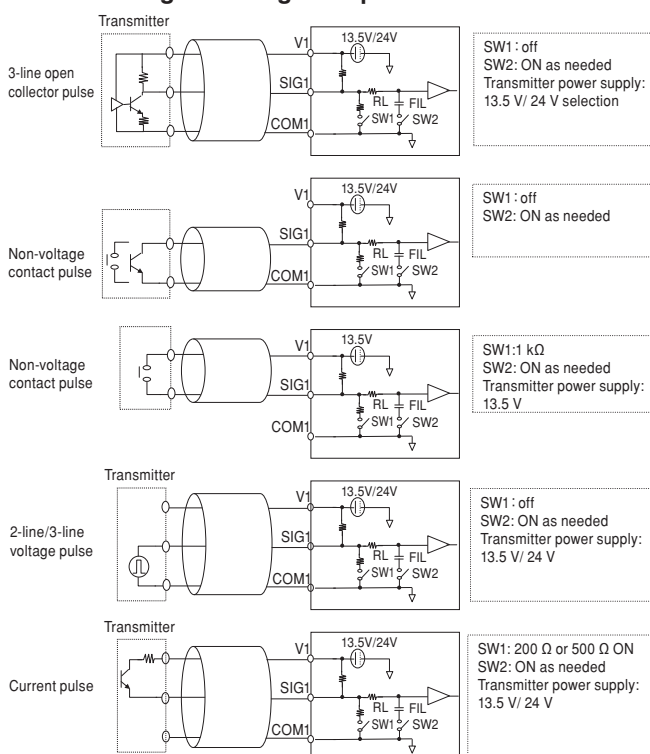 Transmitter
3-line open
collector pulse
V1
13.5V/24V
SIG1
RL
FIL
SW1
SW2
COM1
SW1：off
SW2: ON as needed
Transmitter power supply:
13.5 V/ 24 V selection
Non-voltage
contact pulse
V1
13.5V/24V
SIG1
RL
FIL
SW1
SW2
COM1
SW1：off
SW2: ON as needed
Non-voltage
contact pulse
V1
13.5V
SIG1
RL
FIL
SW1
SW2
COM1
SW1:1 kΩ
SW2: ON as needed
Transmitter power supply:
13.5 V
Transmitter
2-line/3-line
voltage pulse
V1
13.5V/24V
SIG1
RL
FIL
SW1
SW2
COM1
SW1：off
SW2: ON as needed
Transmitter power supply:
13.5 V/ 24 V
Transmitter
Current pulse
V1
13.5V/24V
SIG1
RL
FIL
SW1
SW2
COM1
SW1: 200 Ω or 500 Ω ON
SW2: ON as needed
Transmitter power supply:
13.5 V/ 24 V